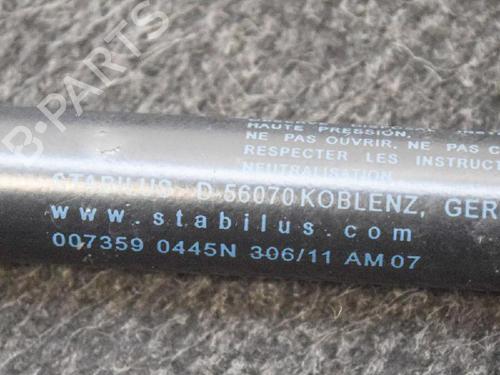 B-PARTS
HAUTE PRESSION.
NE PAS OUVRIR. NE PAS
RESPECTER LES INSTRUCT
NEUTRALISATION
STABILUS D-56070 KOBLENZ, GER
www.stabilus.com
007359 0445N 306/11 AM 07